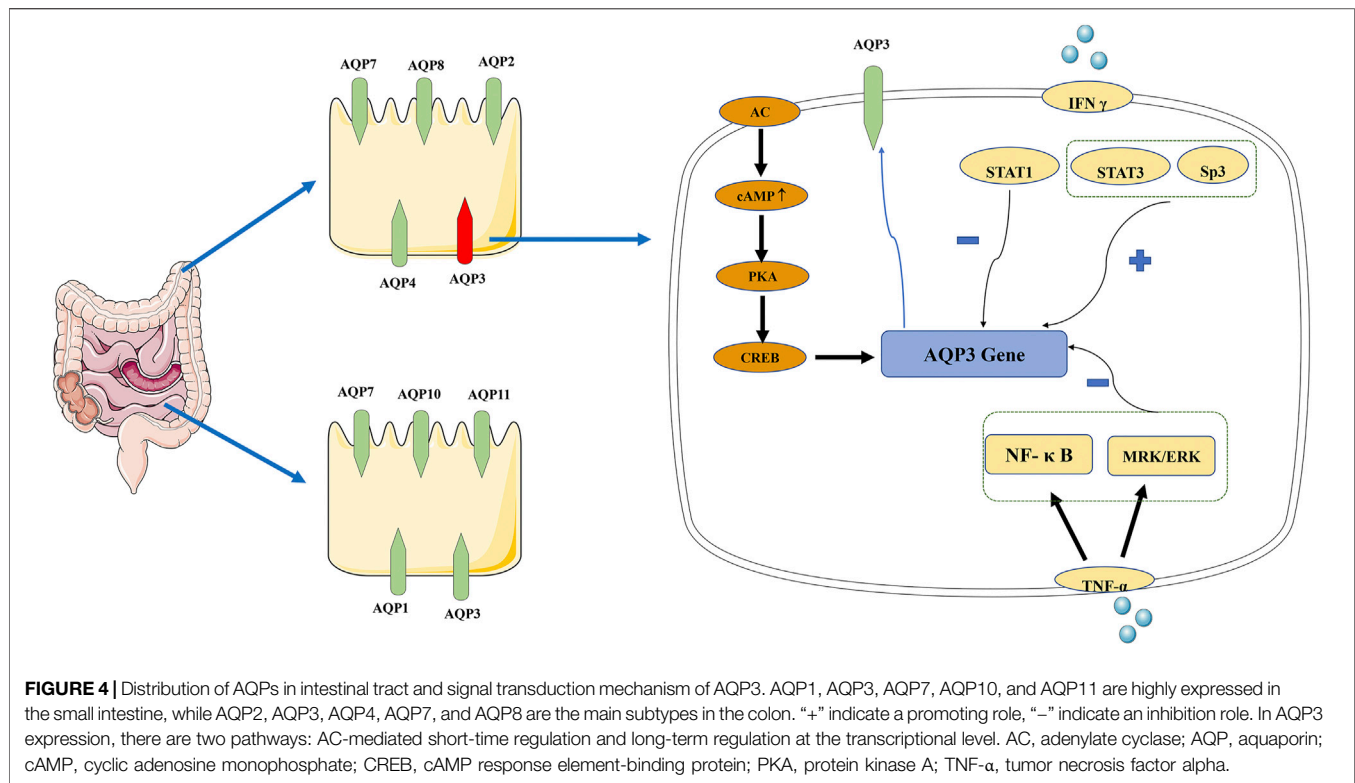 AQP7
AQP8
AQP2
AQP4
AQP3
AQP7
AQP10
AQP11
AQP1
AQP3
AQP3
IFN γ
AC
cAMP ↑
PKA
CREB
STAT1
STAT3
Sp3
−
+
AQP3 Gene
−
NF- κ B
MRK/ERK
TNF-α
FIGURE 4 | Distribution of AQPs in intestinal tract and signal transduction mechanism of AQP3. AQP1, AQP3, AQP7, AQP10, and AQP11 are highly expressed in
the small intestine, while AQP2, AQP3, AQP4, AQP7, and AQP8 are the main subtypes in the colon. “+” indicate a promoting role, “−” indicate an inhibition role. In AQP3
expression, there are two pathways: AC-mediated short-time regulation and long-term regulation at the transcriptional level. AC, adenylate cyclase; AQP, aquaporin;
cAMP, cyclic adenosine monophosphate; CREB, cAMP response element-binding protein; PKA, protein kinase A; TNF-α, tumor necrosis factor alpha.